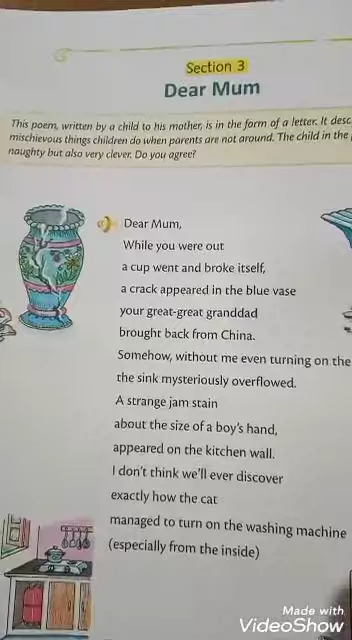 Section 3
Dear Mum
This poem, written by a child to his mother, is in the form of a letter. It
mischievous things children do when parents are not around. The child in the
naughty but also very clever. Do you agree?
Dear Mum,
While you were out
a cup went and broke itself,
a crack appeared in the blue vase
your great-great granddad
brought back from China.
Somehow, without me even turning on the
the sink mysteriously overflowed.
A strange jam stain
about the size of a boy's hand,
appeared on the kitchen wall.
I don't think we'll ever discover
exactly how the cat
managed to turn on the washing machine
(especially from the inside)
Made with
VideoShow